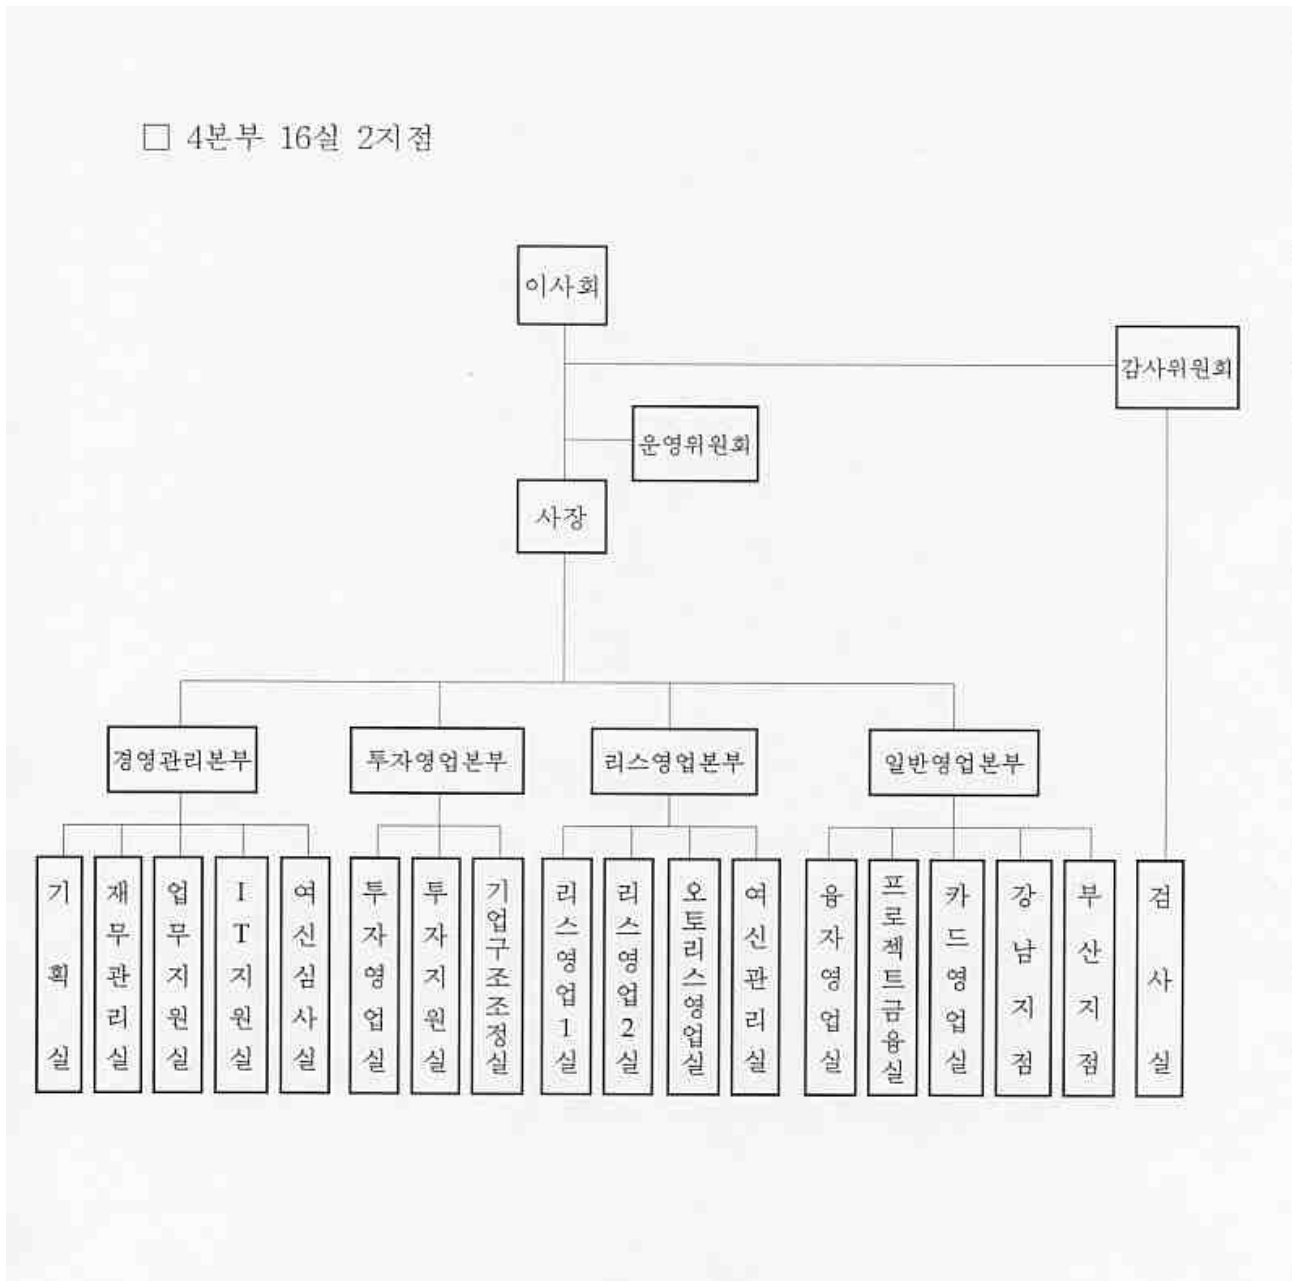 □ 4본부 16실 2지점
이사회
감사위원회
운영위원회
사장
경영관리본부
투자영업본부
리스영업본부
일반영업본부
기획실
재무관리실
업무지원실
IT지원실
여신심사실
투자영업실
투자지원실
기업구조조정실
리스영업1실
리스영업2실
오토리스영업실
여신관리실
융자영업실
프로젝트금융실
카드영업실
강남지점
부산지점
검사실